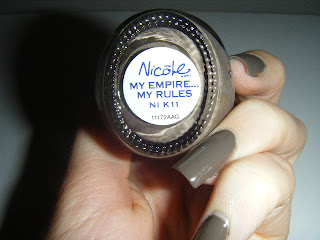 Nicole
MY EMPIRE...
MY RULES
NI K11
11172AAG